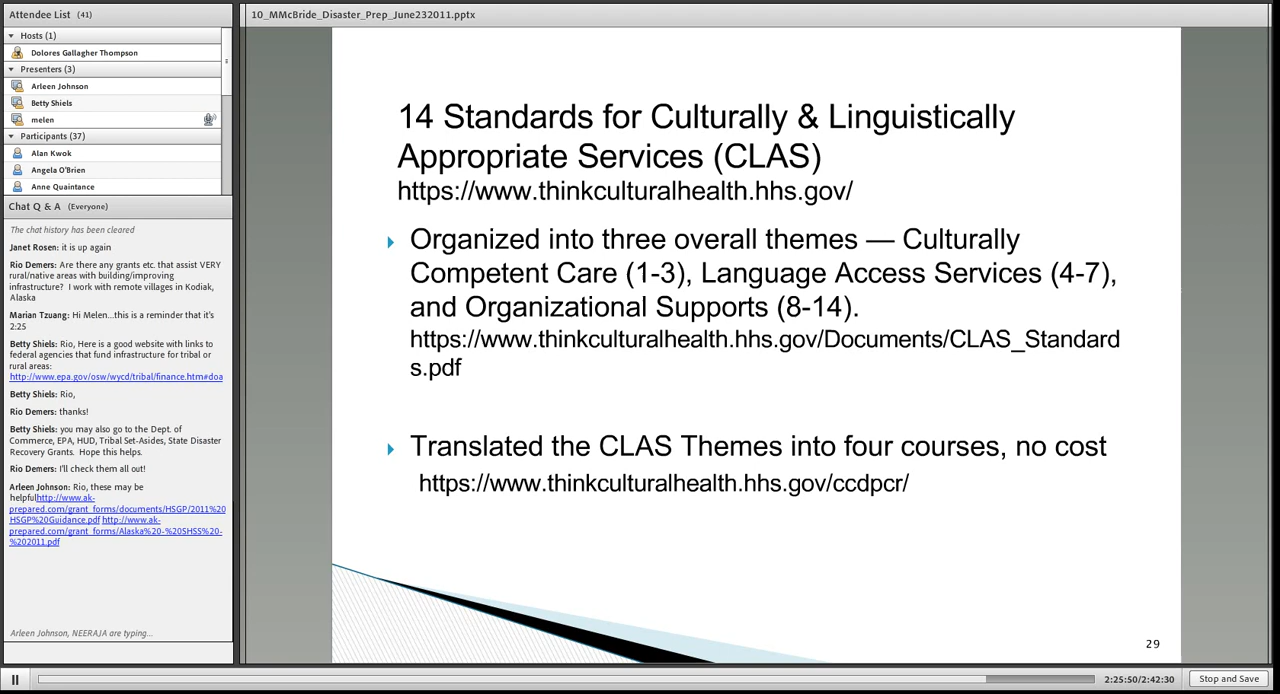 Attendee List (41)
Hosts (1)
Dolores Gallagher Thompson
Presenters (3)
Arleen Johnson
Betty Shiels
melen
Participants (37)
Alan Kwok
Angela O'Brien
Anne Quaintance
Chat Q & A (Everyone)
The chat history has been cleared
Janet Rosen: it is up again
Rio Demers: Are there any grants etc. that assist VERY
rural/native areas with building/improving
infrastructure? I work with remote villages in Kodiak,
Alaska
Marian Tzuang: Hi Melen...this is a reminder that it's
2:25
Betty Shiels: Rio, Here is a good website with links to
federal agencies that fund infrastructure for tribal or
rural areas:
http://www.epa.gov/osw/wycd/tribal/finance.htm#doa
Betty Shiels: Rio,
Rio Demers: thanks!
Betty Shiels: you may also go to the Dept. of
Commerce, EPA, HUD, Tribal Set-Asides, State Disaster
Recovery Grants. Hope this helps.
Rio Demers: I'll check them all out!
Arleen Johnson: Rio, these may be
helpfulhttp://www.ak-
prepared.com/grant_forms/documents/HSGP/2011%20
HSGP%20Guidance.pdf http://www.ak-
prepared.com/grant_forms/Alaska%20-%20SHSS%20-
%202011.pdf
Arleen Johnson, NEERAJA are typing...
10_MMcBride_Disaster_Prep_June232011.pptx
14 Standards for Culturally & Linguistically
Appropriate Services (CLAS)
https://www.thinkculturalhealth.hhs.gov/
Organized into three overall themes — Culturally
Competent Care (1-3), Language Access Services (4-7),
and Organizational Supports (8-14).
https://www.thinkculturalhealth.hhs.gov/Documents/CLAS_Standard
s.pdf
Translated the CLAS Themes into four courses, no cost
https://www.thinkculturalhealth.hhs.gov/ccdpcr/
29
2:25:50/2:42:30
Stop and Save